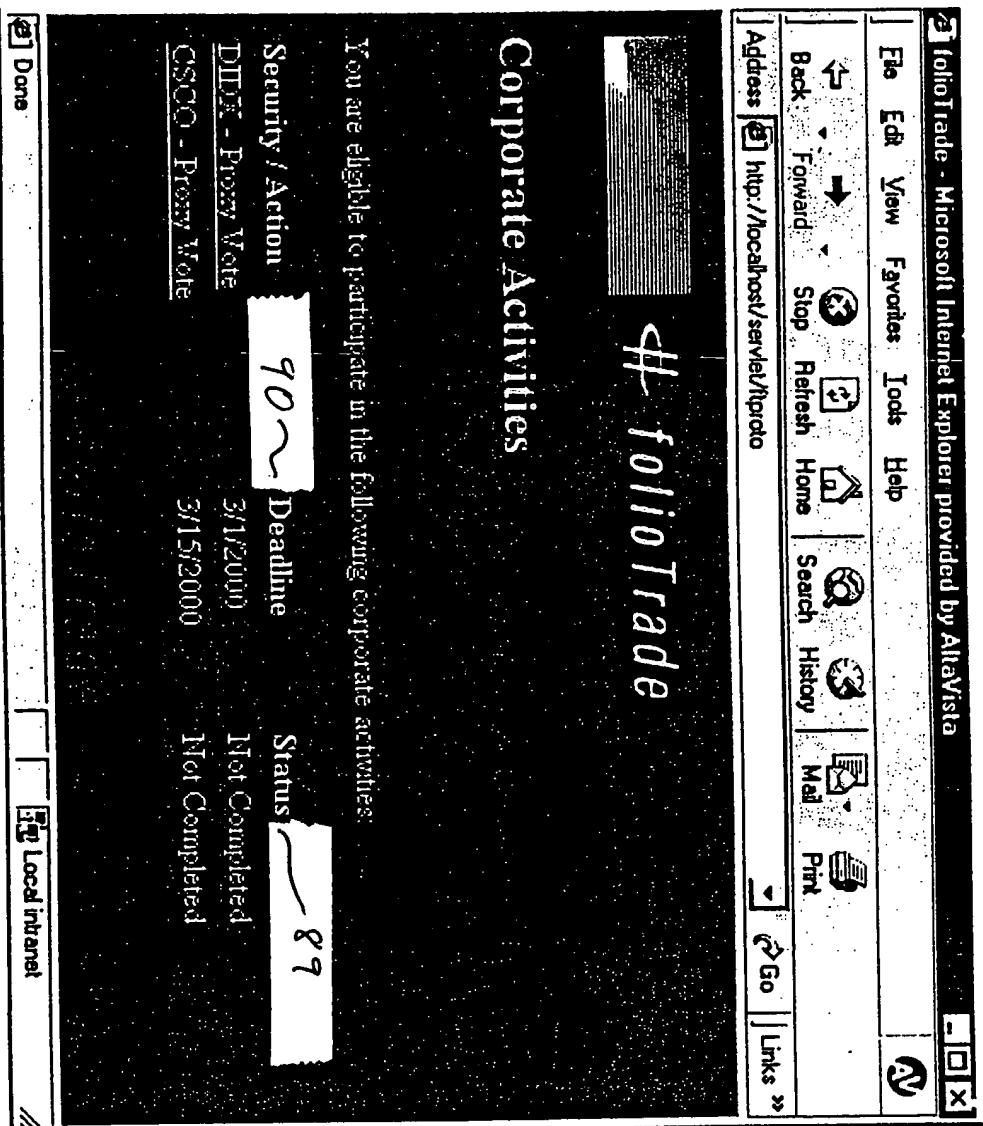 folioTrade - Microsoft Internet Explorer provided by AltaVista
File Edit View Favorites Tools Help
Back Forward Stop Refresh Home Search History Mail Print
Address http://localhost/servlet/ftproto Go Links »
folioTrade
Corporate Activities
You are eligible to participate in the following corporate activities:
Security / Action 90 Deadline Status 89
3/1/2000 Not Completed
CSCO - Proxy Vote 3/15/2000 Not Completed
Done Local intranet